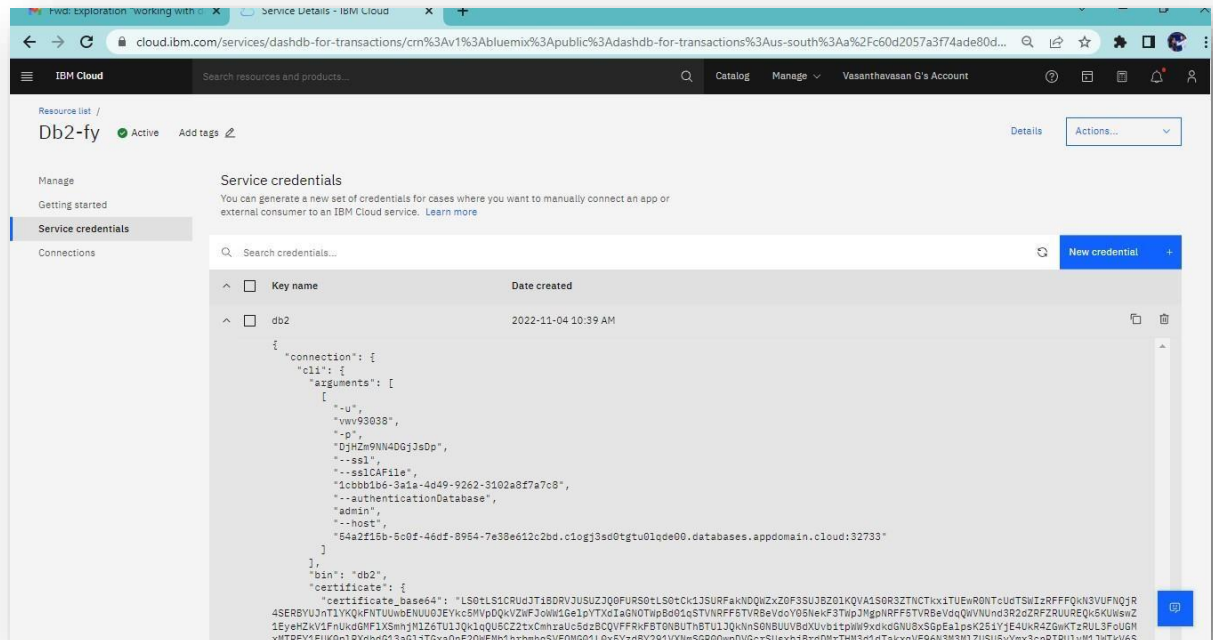 Fwd: Exploration "working with
Service Details - IBM Cloud
cloud.ibm.com/services/dashdb-for-transactions/crn%3Av1%3Abluemix%3Apublic%3Adashdb-for-transactions%3Aus-south%3Aa%2Fc60d2057a3f74ade80d...
IBM Cloud
Search resources and products...
Catalog
Manage
Vasanthavasan G's Account
Resource list /
Db2-fy
Active
Add tags
Details
Actions...
Manage
Getting started
Service credentials
Connections
Service credentials
You can generate a new set of credentials for cases where you want to manually connect an app or
external consumer to an IBM Cloud service. Learn more
Search credentials...
New credential +
Key name
Date created
db2
2022-11-04 10:39 AM
{
"connection": {
"cli": {
"arguments": [
[
"-u",
"vwv93038",
"-p",
"DjHZm9NN4DGjJsDp",
"--ssl",
"--sslCAFile",
"1cbbb1b6-3a1a-4d49-9262-3102a8f7a7c8",
"--authenticationDatabase",
"admin",
"--host",
"54a2f15b-5c0f-46df-8954-7e38e612c2bd.c1ogj3sd0tgtu0lqde00.databases.appdomain.cloud:32733"
]
],
"bin": "db2",
"certificate": {
"certificate_base64":